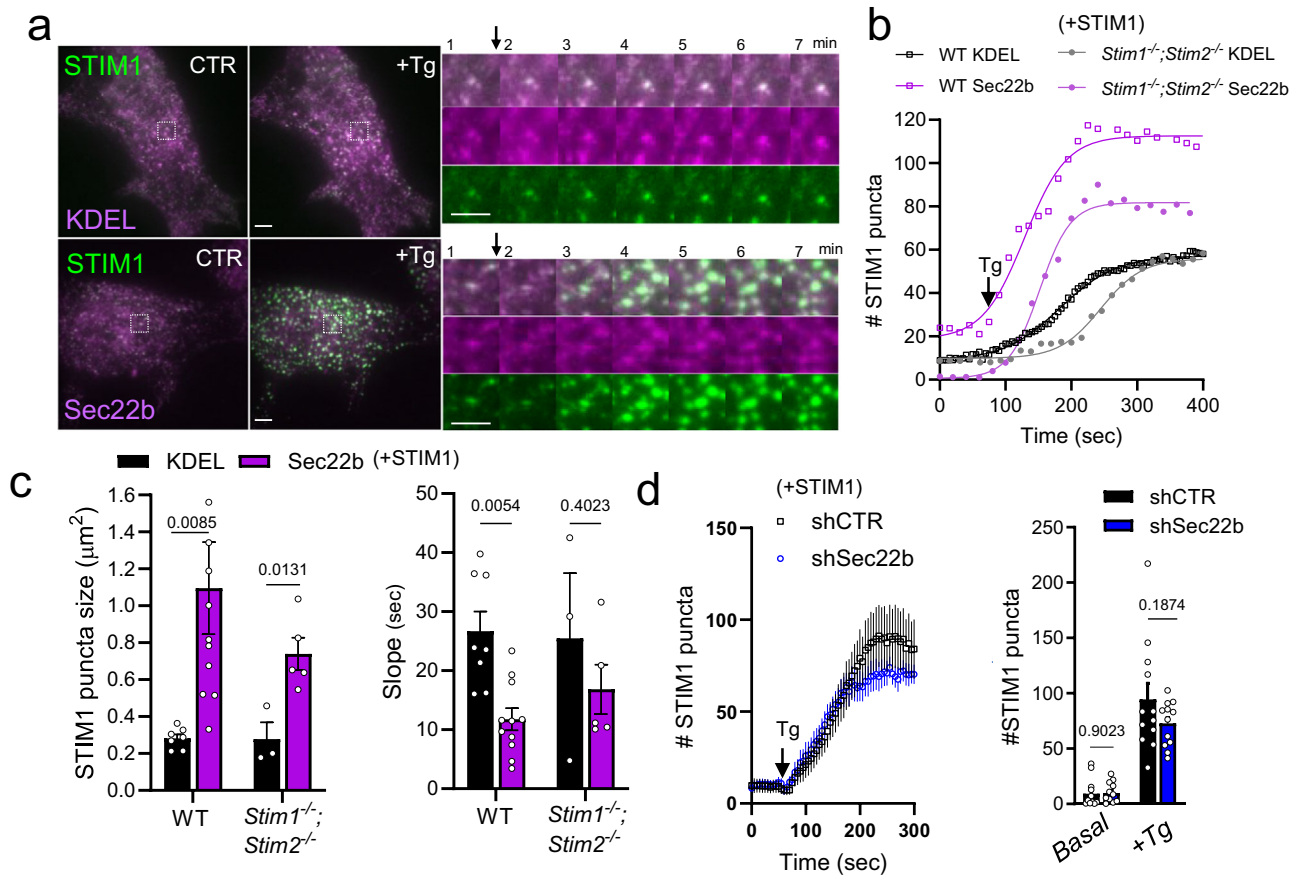 a
STIM1 CTR
+Tg
1 2 3 4 5 6 7 min
KDEL
STIM1 CTR
+Tg
1 2 3 4 5 6 7 min
Sec22b
b
(+STIM1)
WT KDEL
Stim1-/-;Stim2-/- KDEL
WT Sec22b
Stim1-/-;Stim2-/- Sec22b
# STIM1 puncta
120
100
80
60
40
20
0
Tg
0 100 200 300 400
Time (sec)
c
KDEL Sec22b (+STIM1)
STIM1 puncta size (μm2)
1.6
1.4
1.2
1.0
0.8
0.6
0.4
0.2
0.0
0.0085
0.0131
WT
Stim1-/-;
Stim2-/-
Slope (sec)
50
40
30
20
10
0
0.0054
0.4023
WT
Stim1-/-;
Stim2-/-
d
(+STIM1)
shCTR
shSec22b
# STIM1 puncta
150
100
50
0
Tg
0 100 200 300
Time (sec)
shCTR
shSec22b
#STIM1 puncta
250
200
150
100
50
0
0.1874
0.9023
Basal
+Tg